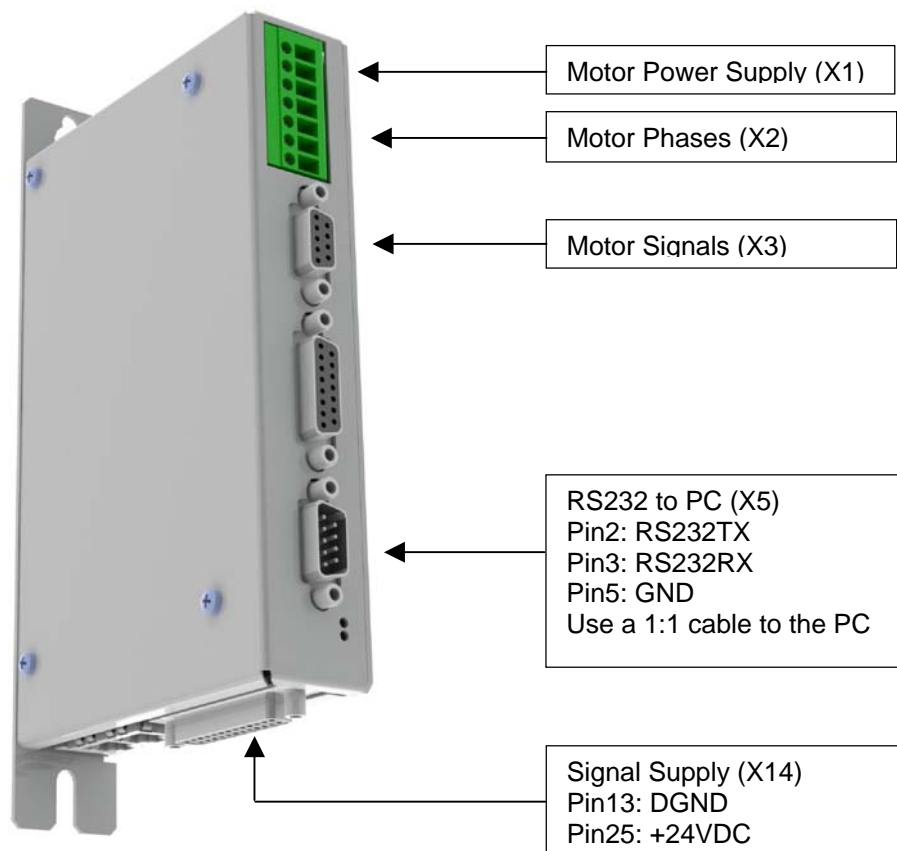 Motor Power Supply (X1)
Motor Phases (X2)
Motor Signals (X3)
RS232 to PC (X5)
Pin2: RS232TX
Pin3: RS232RX
Pin5: GND
Use a 1:1 cable to the PC
Signal Supply (X14)
Pin13: DGND
Pin25: +24VDC